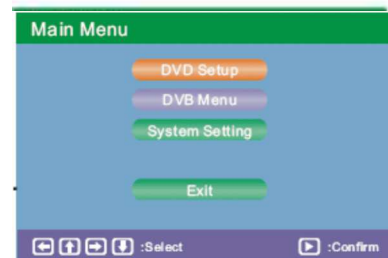 Main Menu
DVD Setup
DVB Menu
System Setting
Exit
:Select :Confirm